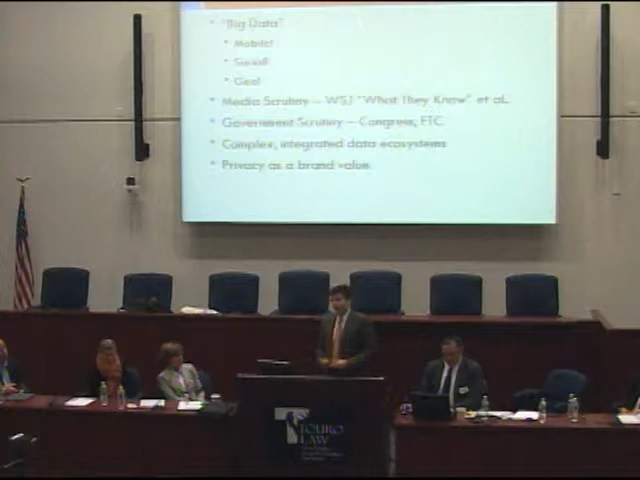 • "Big Data"
• Mobile!
• Social!
• Geo!
• Media Scrutiny – WSJ "What They Know" et al.
• Government Scrutiny – Congress, FTC
• Complex, integrated data ecosystems
• Privacy as a brand value
TOURO
LAW